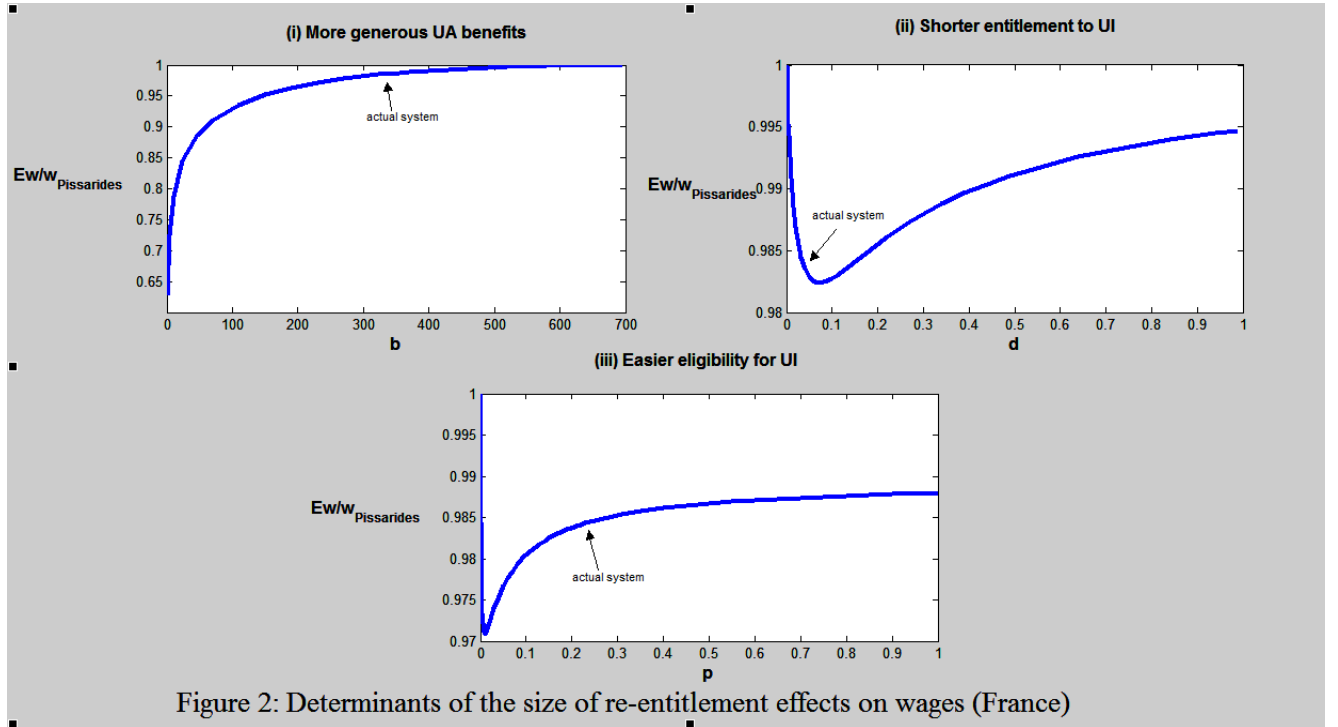 (i) More generous UA benefits
1
0.95
0.9
0.85
0.8
0.75
0.7
0.65
Ew/wPissarides
actual system
0 100 200 300 400 500 600 700
b
(ii) Shorter entitlement to UI
1
0.995
0.99
0.985
0.98
Ew/wPissarides
actual system
0 0.1 0.2 0.3 0.4 0.5 0.6 0.7 0.8 0.9 1
d
(iii) Easier eligibility for UI
1
0.995
0.99
0.985
0.98
0.975
0.97
Ew/wPissarides
actual system
0 0.1 0.2 0.3 0.4 0.5 0.6 0.7 0.8 0.9 1
p
Figure 2: Determinants of the size of re-entitlement effects on wages (France)